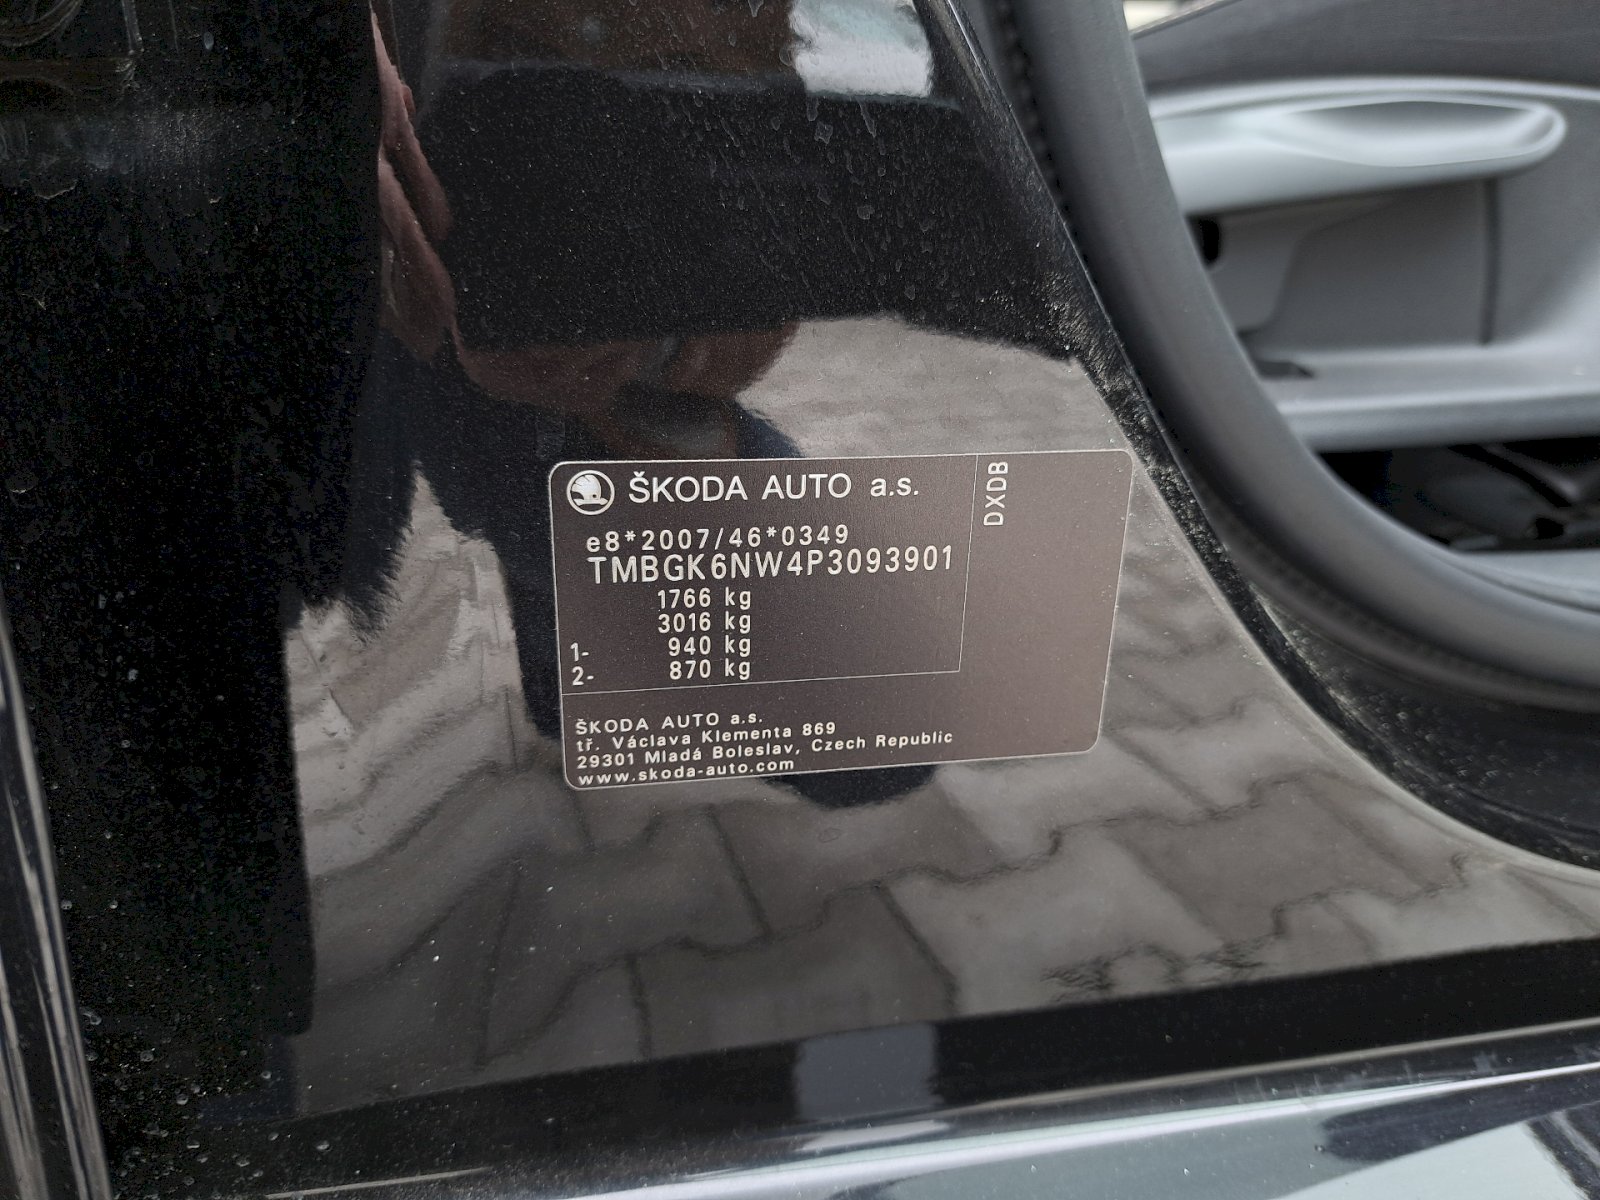 ŠKODA AUTO a.s.
DXDB
e8*2007/46*0349
TMBGK6NW4P3093901
1766 kg
3016 kg
1- 940 kg
2- 870 kg
ŠKODA AUTO a.s.
tř. Václava Klementa 869
29301 Mladá Boleslav, Czech Republic
www.skoda-auto.com